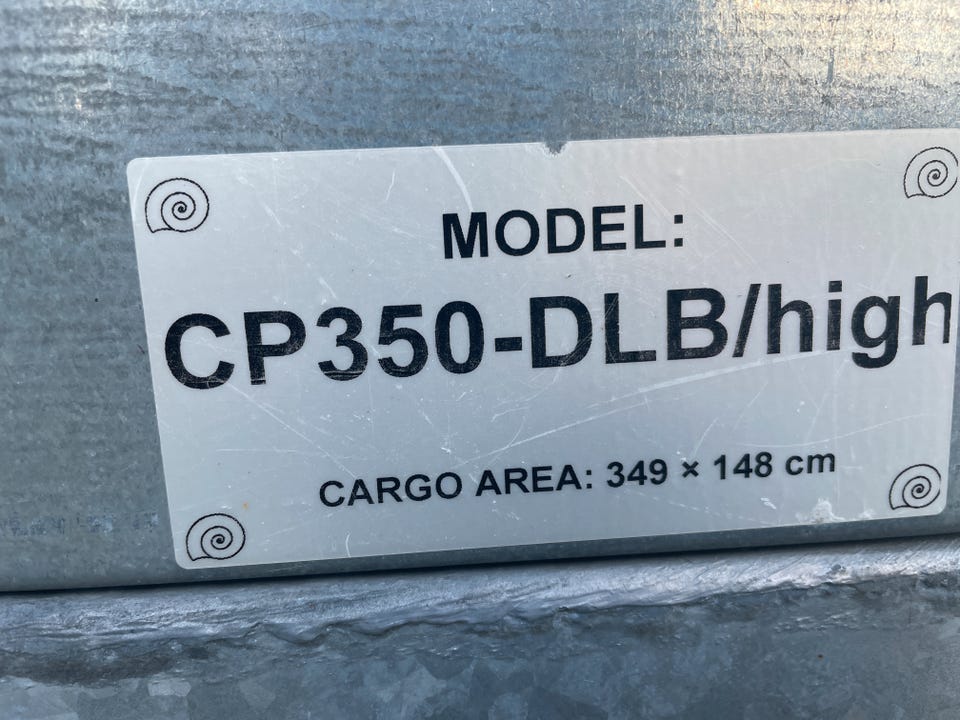 MODEL:
CP350-DLB/high
CARGO AREA: 349 × 148 cm